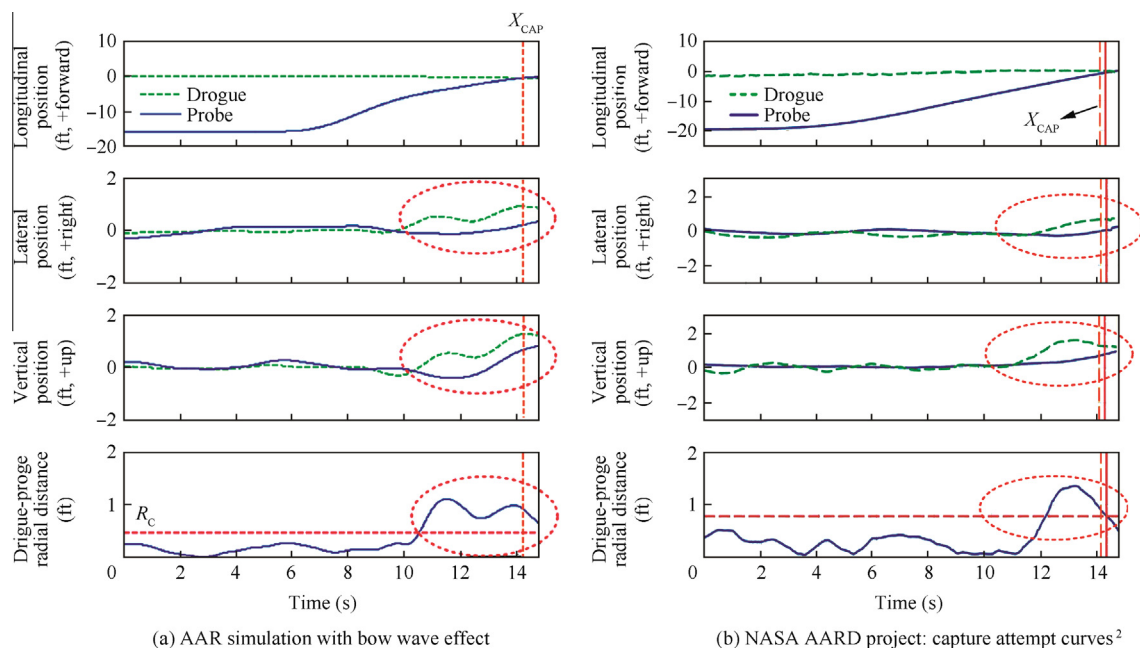 X_CAP
Longitudinal position (ft, +forward)
10
0
−10
−20
Drogue
Probe
Lateral position (ft, +right)
2
0
−2
Vertical position (ft, +up)
2
0
−2
Drigue-proge radial distance (ft)
2
1
0
R_C
0 2 4 6 8 10 12 14
Time (s)
(a) AAR simulation with bow wave effect
Longitudinal position (ft, +forward)
10
0
−10
−20
Drogue
Probe
X_CAP
Lateral position (ft, +right)
2
0
−2
Vertical position (ft, +up)
2
0
−2
Drigue-proge radial distance (ft)
2
1
0
2 4 6 8 10 12 14
Time (s)
(b) NASA AARD project: capture attempt curves²